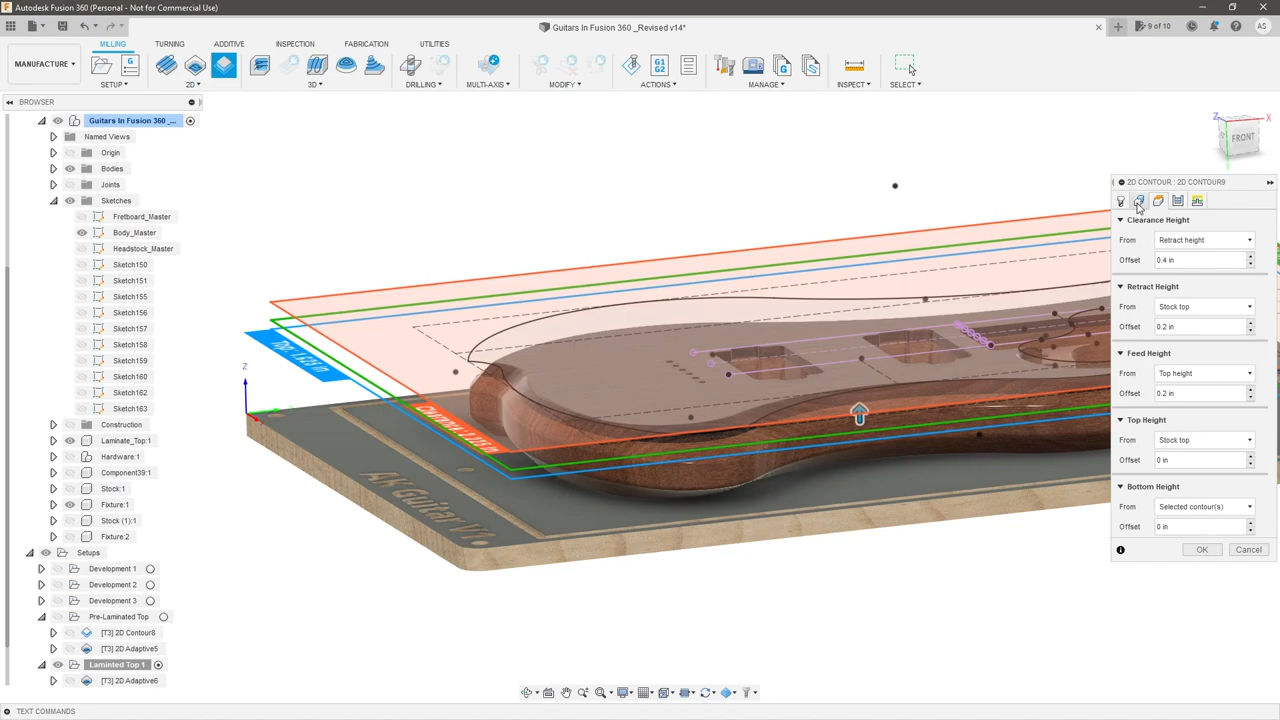 Autodesk Fusion 360 (Personal - Not for Commercial Use)
Guitars In Fusion 360 _Revised v14*
9 of 10
AS
MILLING TURNING ADDITIVE INSPECTION FABRICATION UTILITIES
MANUFACTURE
G1
G2
SETUP 2D 3D DRILLING MULTI-AXIS MODIFY ACTIONS MANAGE INSPECT SELECT
BROWSER
Guitars In Fusion 360 _...
Named Views
Origin
Bodies
Joints
Sketches
Fretboard_Master
Body_Master
Headstock_Master
Sketch150
Sketch151
Sketch155
Sketch156
Sketch157
Sketch158
Sketch159
Sketch160
Sketch162
Sketch163
Construction
Laminate_Top:1
Hardware:1
Component39:1
Stock:1
Fixture:1
Stock (1):1
Fixture:2
Setups
Development 1
Development 2
Development 3
Pre-Laminated Top
[T3] 2D Contour8
[T3] 2D Adaptive5
Laminted Top 1
[T3] 2D Adaptive6
Z
AK Guitar V1
Z
X
FRONT
2D CONTOUR : 2D CONTOUR9
Clearance Height
From Retract height
Offset 0.4 in
Retract Height
From Stock top
Offset 0.2 in
Feed Height
From Top height
Offset 0.2 in
Top Height
From Stock top
Offset 0 in
Bottom Height
From Selected contour(s)
Offset 0 in
OK Cancel
TEXT COMMANDS